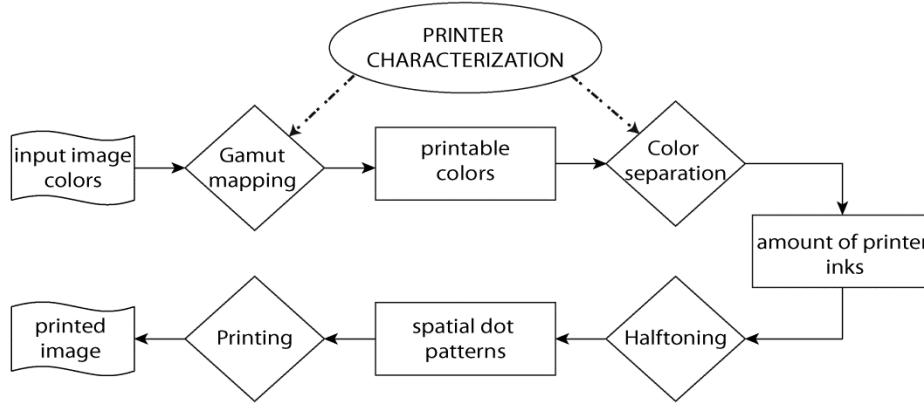 PRINTER
CHARACTERIZATION
input image
colors
Gamut
mapping
printable
colors
Color
separation
amount of printer
inks
Halftoning
spatial dot
patterns
Printing
printed
image